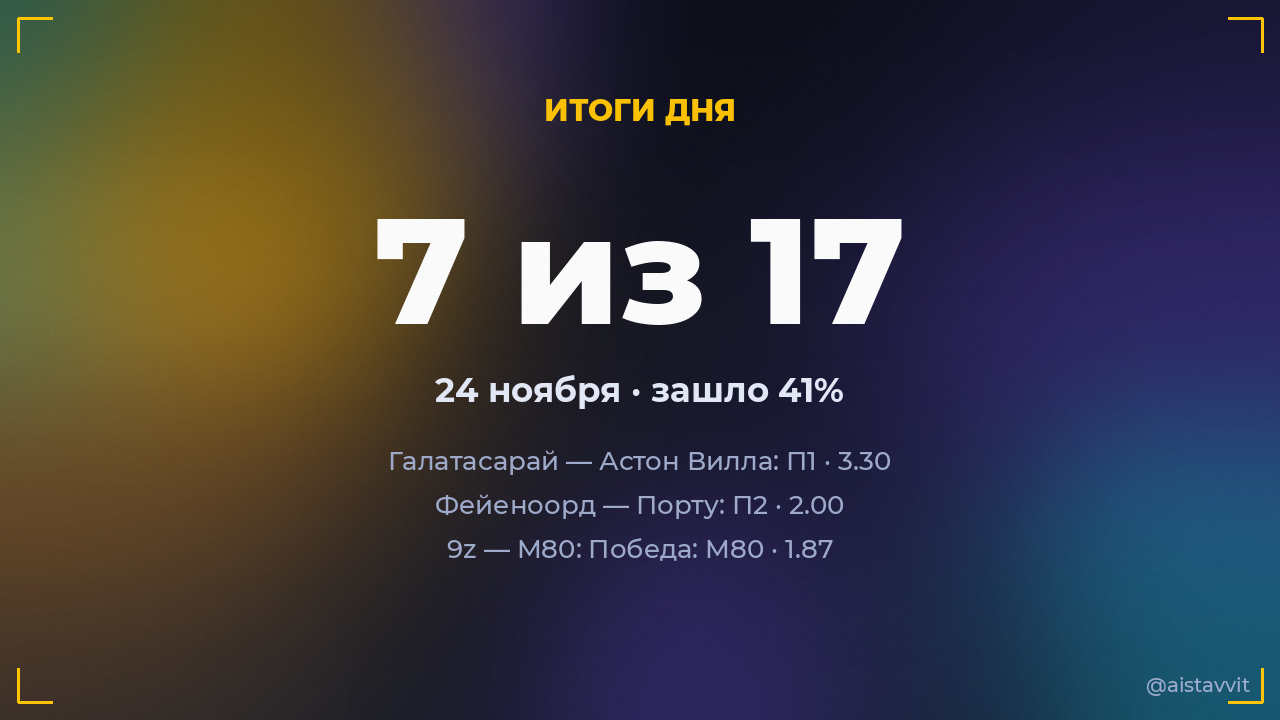 ИТОГИ ДНЯ
7 из 17
24 ноября · зашло 41%
Галатасарай — Астон Вилла: П1 · 3.30
Фейеноорд — Порту: П2 · 2.00
9z — M80: Победа: M80 · 1.87
@aistavvit